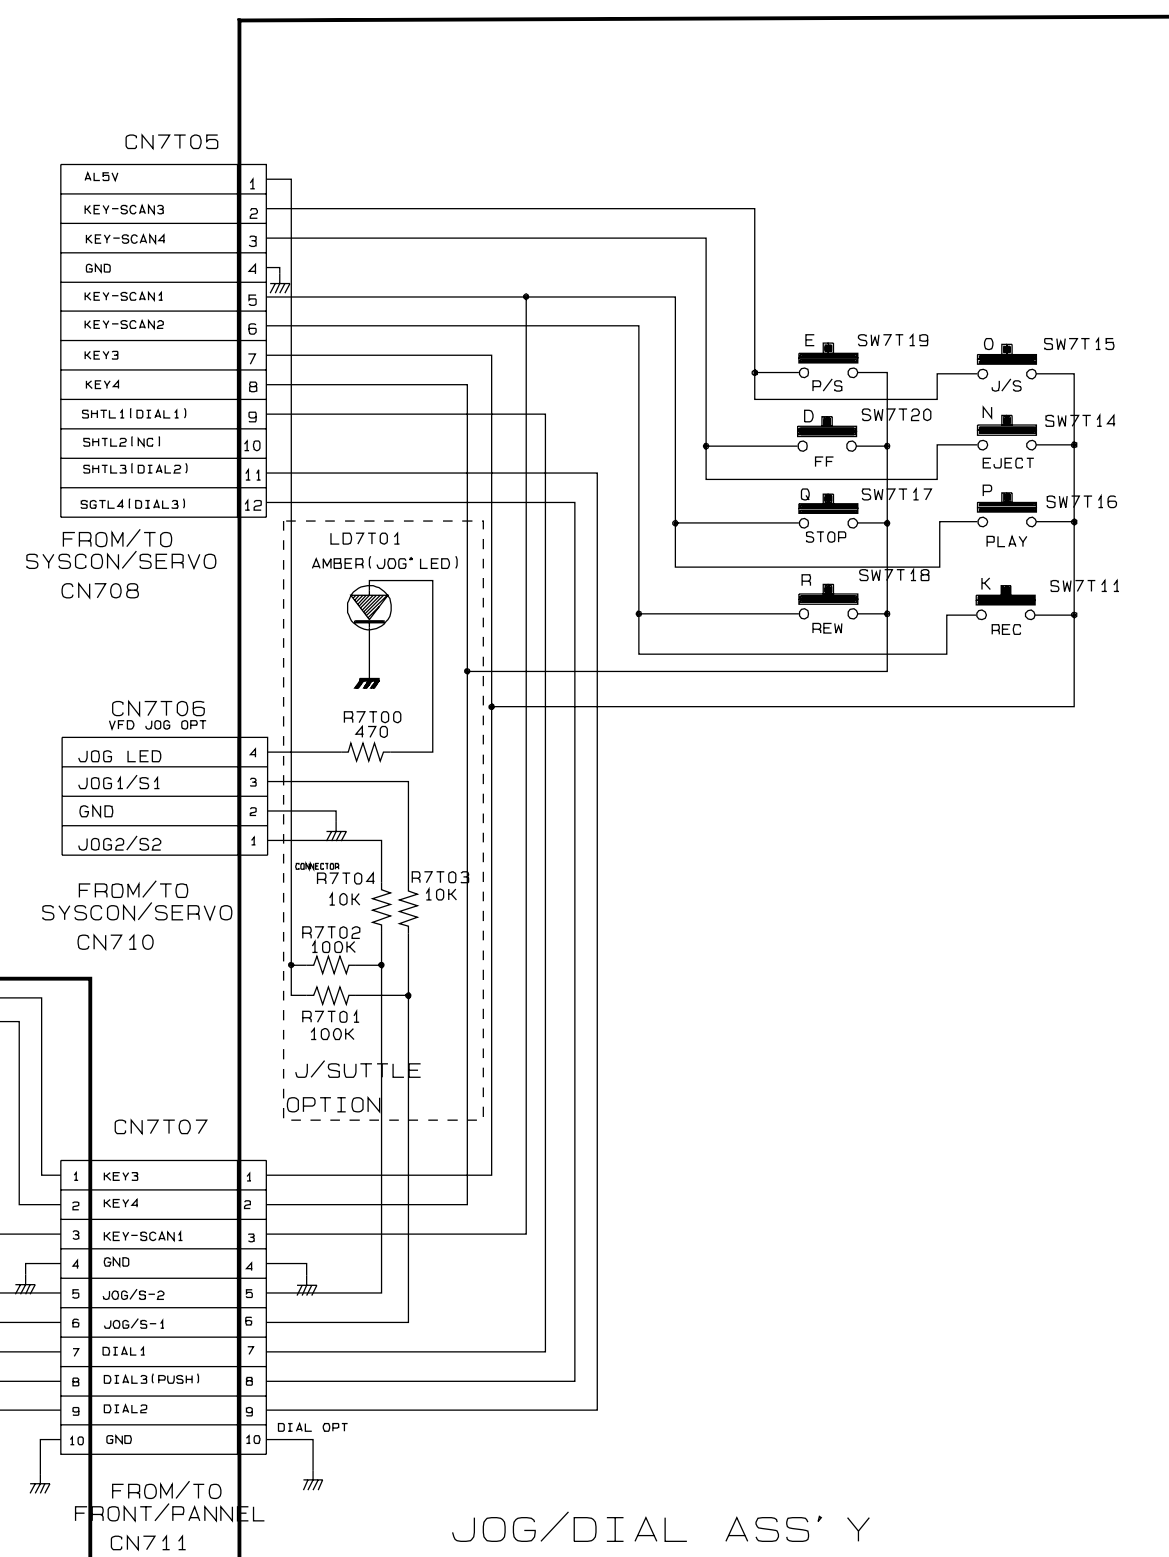 CN7T05
AL5V 1
KEY-SCAN3 2
KEY-SCAN4 3
GND 4
KEY-SCAN1 5
KEY-SCAN2 6
KEY3 7
KEY4 8
SHTL1(DIAL1) 9
SHTL2(NC) 10
SHTL3(DIAL2) 11
SGTL4(DIAL3) 12
FROM/TO
SYSCON/SERVO
CN708
E SW7T19
P/S
O SW7T15
J/S
D SW7T20
FF
N SW7T14
EJECT
Q SW7T17
STOP
P SW7T16
PLAY
R SW7T18
REW
K SW7T11
REC
LD7T01
AMBER(JOG*LED)
R7T00
470
CN7T06
VFD JOG OPT
JOG LED 4
JOG1/S1 3
GND 2
JOG2/S2 1
FROM/TO
SYSCON/SERVO
CN710
CONNECTOR
R7T04
10K
R7T03
10K
R7T02
100K
R7T01
100K
J/SUTTLE
OPTION
CN7T07
1 KEY3 1
2 KEY4 2
3 KEY-SCAN1 3
4 GND 4
5 JOG/S-2 5
6 JOG/S-1 6
7 DIAL1 7
8 DIAL3(PUSH) 8
9 DIAL2 9
10 GND 10
DIAL OPT
FROM/TO
FRONT/PANNEL
CN711
JOG/DIAL ASS'Y